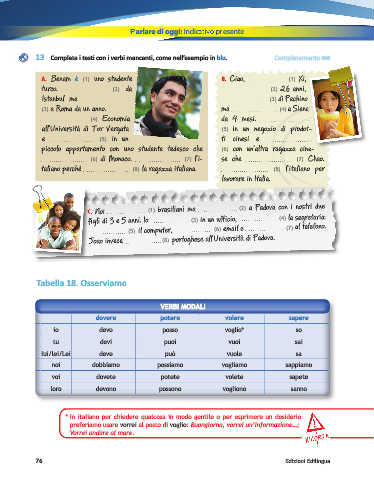 Parlare di oggi: Indicativo presente
13 Completa i testi con i verbi mancanti, come nell'esempio in blu.
Completamento
A. Benan è (1) uno studente
turco. (2) da
Istanbul ma
(3) a Roma da un anno.
(4) Economia
all'Università di Tor Vergata
e (5) in un
piccolo appartamento con uno studente tedesco che
(6) di Monaco. (7) l'i-
taliano perché (8) la ragazza italiana.
B. Ciao, (1) Xi,
(2) 26 anni,
(3) di Pechino
ma (4) a Siena
da 4 mesi.
(5) in un negozio di prodot-
ti cinesi e
(6) con un'altra ragazza cine-
se che (7) Chao.
(8) l'italiano per
lavorare in Italia.
C. Noi (1) brasiliani ma (2) a Padova con i nostri due
figli di 3 e 5 anni. Io (3) in un ufficio, (4) la segretaria:
(5) il computer, (6) email o (7) al telefono.
Joao invece (8) portoghese all'Università di Padova.
Tabella 18. Osserviamo
VERBI MODALI
dovere potere volere sapere
io devo posso voglio* so
tu devi puoi vuoi sai
lui/lei/Lei deve può vuole sa
noi dobbiamo possiamo vogliamo sappiamo
voi dovete potete volete sapete
loro devono possono vogliono sanno
* In italiano per chiedere qualcosa in modo gentile o per esprimere un desiderio
preferiamo usare vorrei al posto di voglio: Buongiorno, vorrei un'informazione...;
Vorrei andare al mare.
RICORDA
76
Edizioni Edilingua